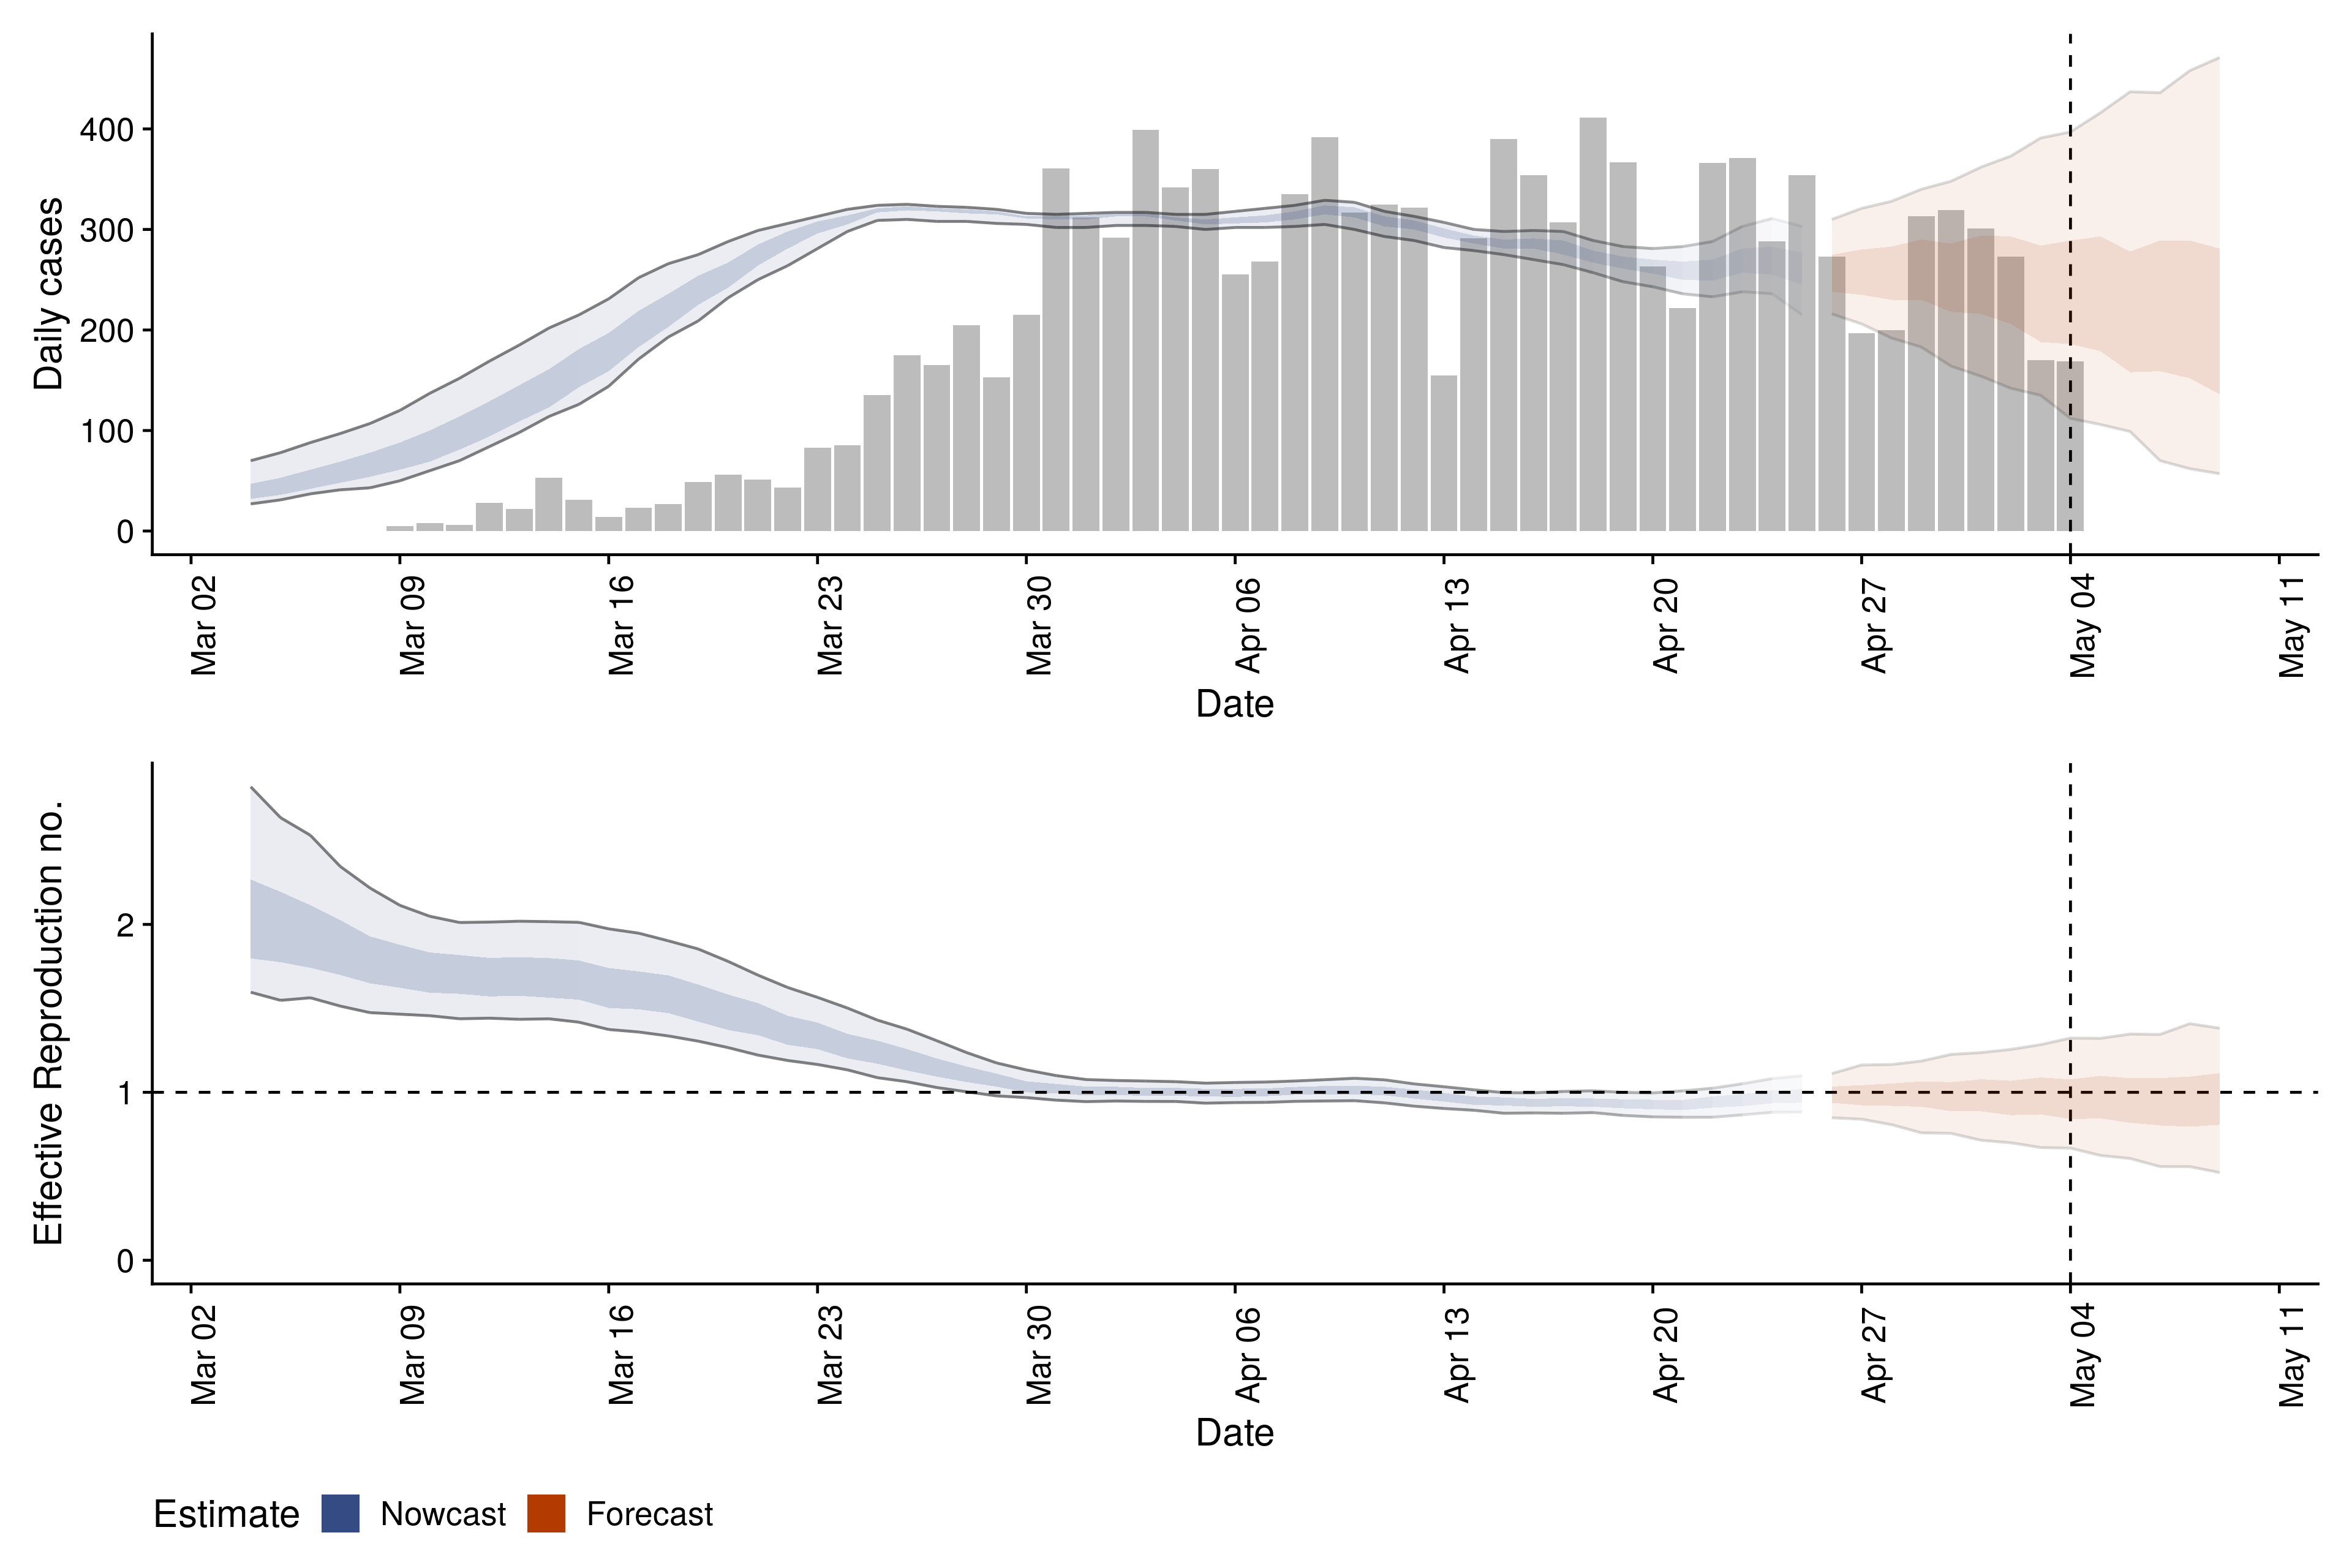 Daily cases
400
300
200
100
0
Mar 02
Mar 09
Mar 16
Mar 23
Mar 30
Apr 06
Apr 13
Apr 20
Apr 27
May 04
May 11
Date
Effective Reproduction no.
2
1
0
Mar 02
Mar 09
Mar 16
Mar 23
Mar 30
Apr 06
Apr 13
Apr 20
Apr 27
May 04
May 11
Date
Estimate Nowcast Forecast